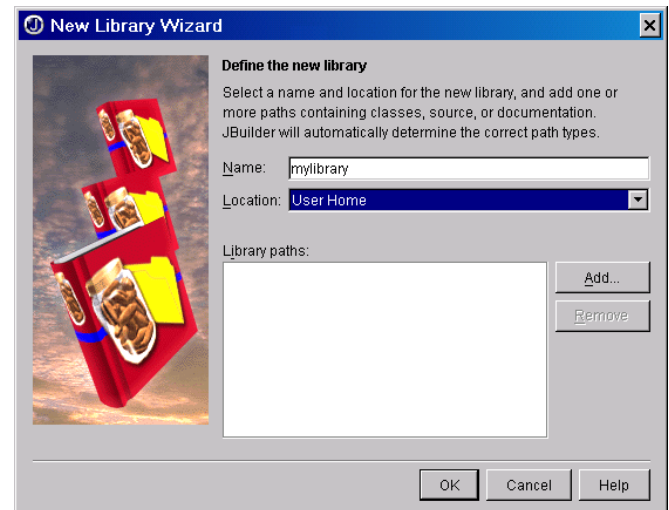 New Library Wizard
Define the new library
Select a name and location for the new library, and add one or
more paths containing classes, source, or documentation.
JBuilder will automatically determine the correct path types.
Name: mylibrary
Location: User Home
Library paths:
Add...
Remove
OK Cancel Help